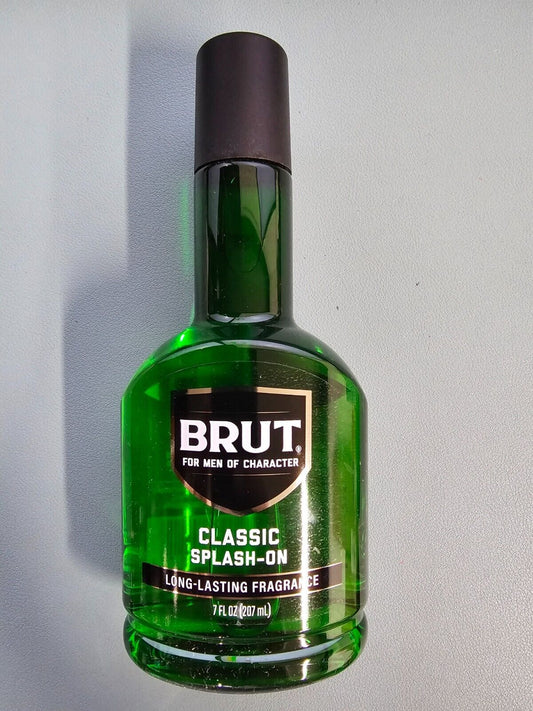 BRUT®
FOR MEN OF CHARACTER
CLASSIC
SPLASH-ON
LONG-LASTING FRAGRANCE
7 FL OZ (207 mL)